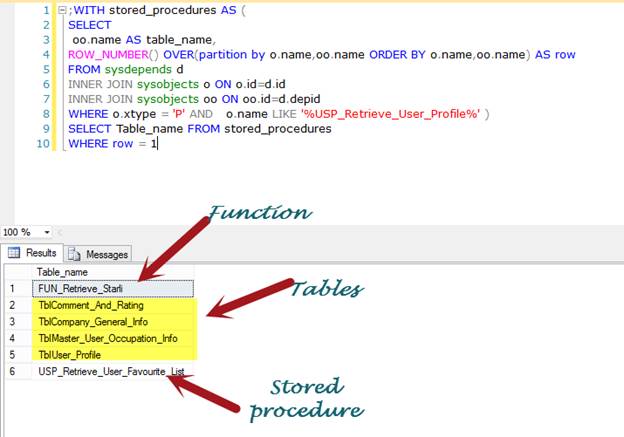 1 ;WITH stored_procedures AS (
2 SELECT
3 oo.name AS table_name,
4 ROW_NUMBER() OVER(partition by o.name,oo.name ORDER BY o.name,oo.name) AS row
5 FROM sysdepends d
6 INNER JOIN sysobjects o ON o.id=d.id
7 INNER JOIN sysobjects oo ON oo.id=d.depid
8 WHERE o.xtype = 'P' AND o.name LIKE '%USP_Retrieve_User_Profile%' )
9 SELECT Table_name FROM stored_procedures
10 WHERE row = 1
Function
100 %
Results Messages
Table_name
1 FUN_Retrieve_Starli
Tables
2 TblComment_And_Rating
3 TblCompany_General_Info
4 TblMaster_User_Occupation_Info
5 TblUser_Profile
6 USP_Retrieve_User_Favourite_List
Stored
procedure